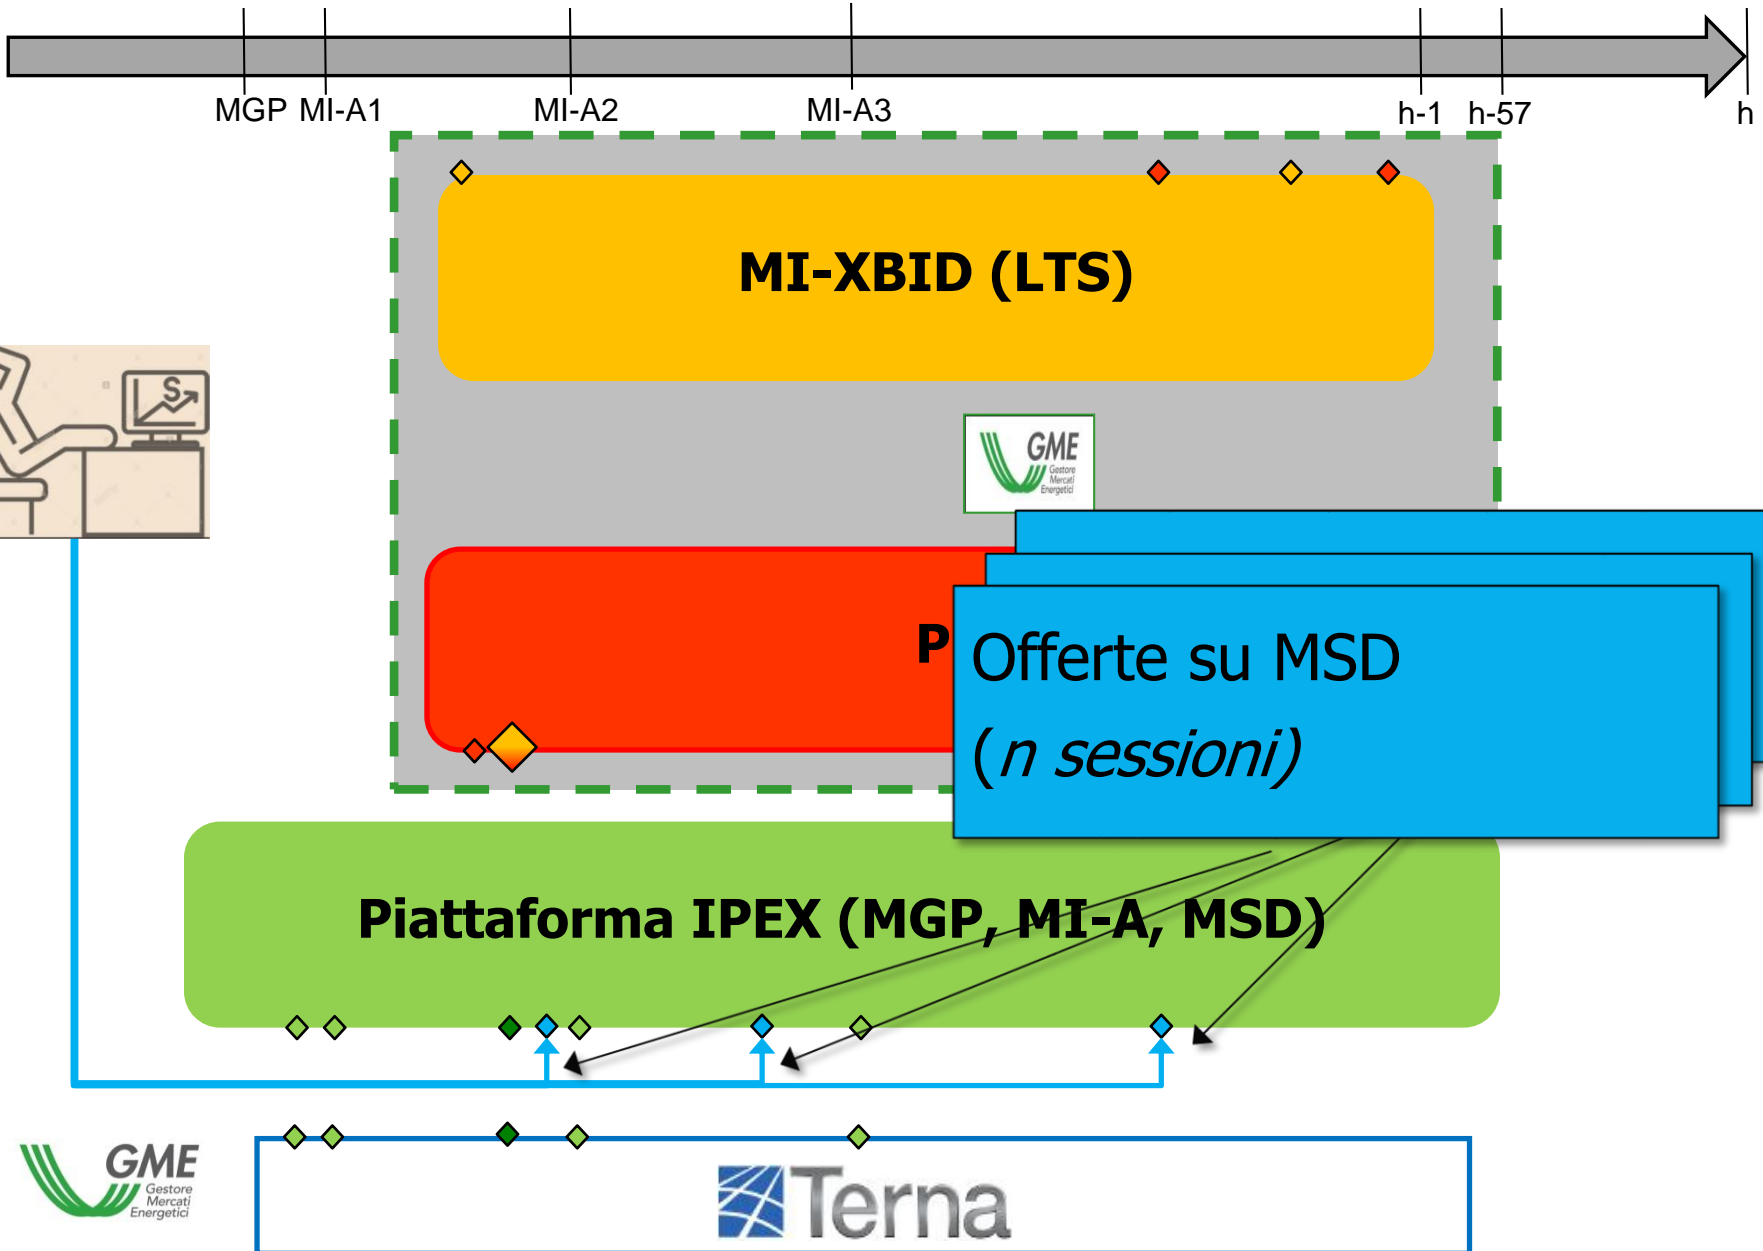 MGP MI-A1 MI-A2 MI-A3 h-1 h-57 h
MI-XBID (LTS)
GME
Gestore
Mercati
Energetici
P
Offerte su MSD
(n sessioni)
Piattaforma IPEX (MGP, MI-A, MSD)
GME
Gestore
Mercati
Energetici
Terna